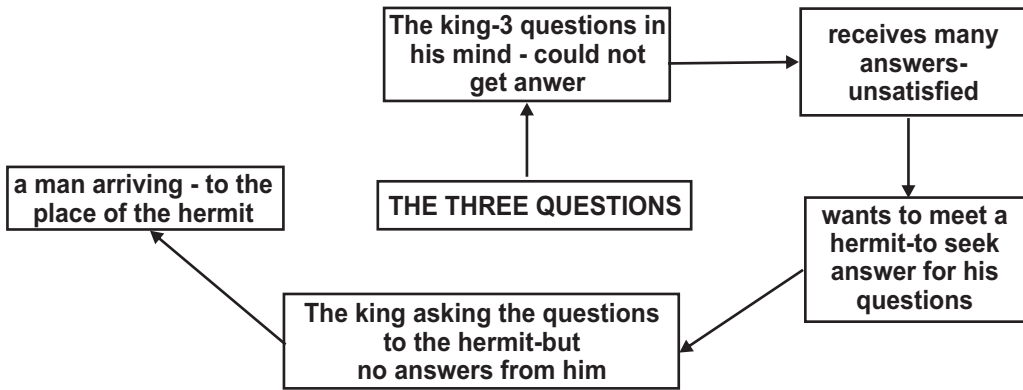 THE THREE QUESTIONS
The king-3 questions in
his mind - could not
get anwer
receives many
answers-
unsatisfied
wants to meet a
hermit-to seek
answer for his
questions
The king asking the questions
to the hermit-but
no answers from him
a man arriving - to the
place of the hermit